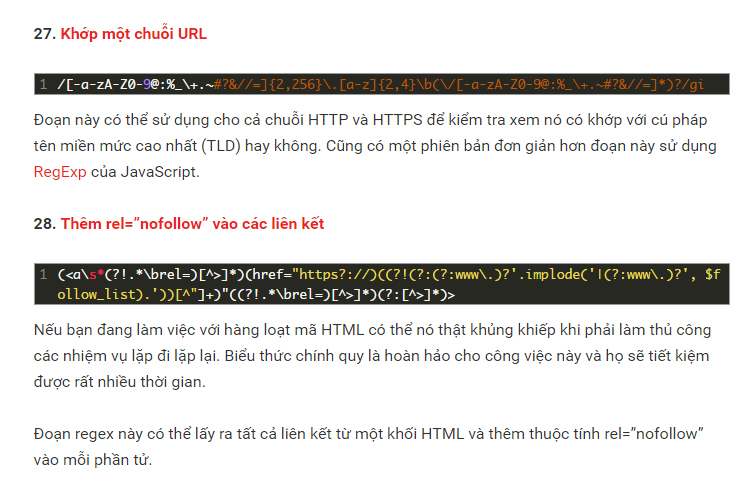 27. Khớp một chuỗi URL
1 /[-a-zA-Z0-9@:%_\+.~#?&//=]{2,256}\.[a-z]{2,4}\b(\/[-a-zA-Z0-9@:%_\+.~#?&//=]*)?/gi
Đoạn này có thể sử dụng cho cả chuỗi HTTP và HTTPS để kiểm tra xem nó có khớp với cú pháp
tên miền mức cao nhất (TLD) hay không. Cũng có một phiên bản đơn giản hơn đoạn này sử dụng
RegExp của JavaScript.
28. Thêm rel=”nofollow” vào các liên kết
1 (<a\s*(?!.*\brel=)[^>]*)(href="https?://)((?!(?:(?:www\.)?'.implode('|(?:www\.)?', $f
ollow_list).'))[^"]+)"((?!.*\brel=)[^>]*)(?:[^>]*)>
Nếu bạn đang làm việc với hàng loạt mã HTML có thể nó thật khủng khiếp khi phải làm thủ công
các nhiệm vụ lặp đi lặp lại. Biểu thức chính quy là hoàn hảo cho công việc này và họ sẽ tiết kiệm
được rất nhiều thời gian.
Đoạn regex này có thể lấy ra tất cả liên kết từ một khối HTML và thêm thuộc tính rel=”nofollow”
vào mỗi phần tử.